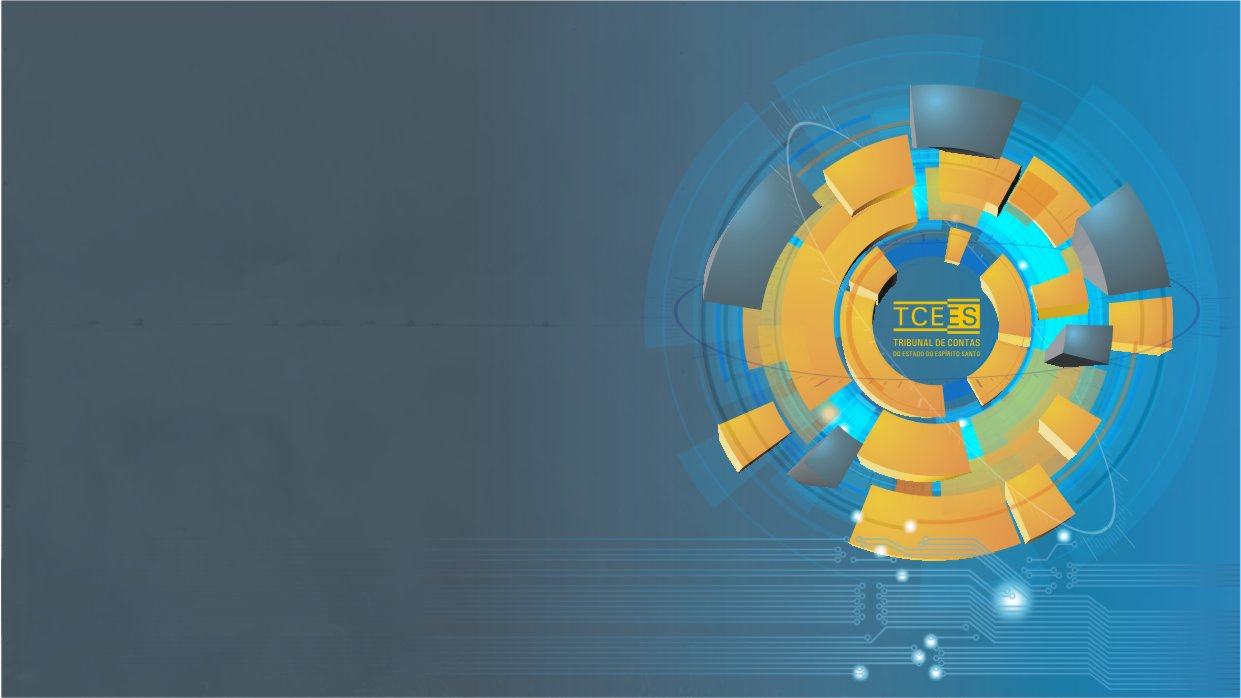 TCEES
TRIBUNAL DE CONTAS
DO ESTADO DO ESPÍRITO SANTO